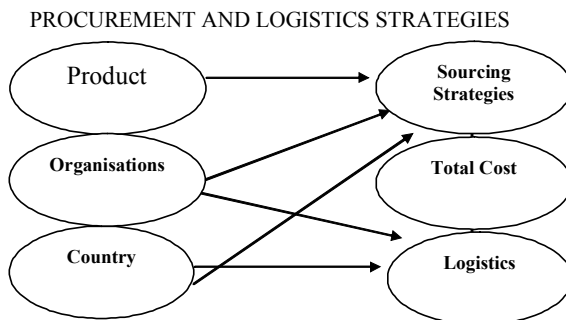 PROCUREMENT AND LOGISTICS STRATEGIES
Product
Sourcing
Strategies
Organisations
Total Cost
Country
Logistics